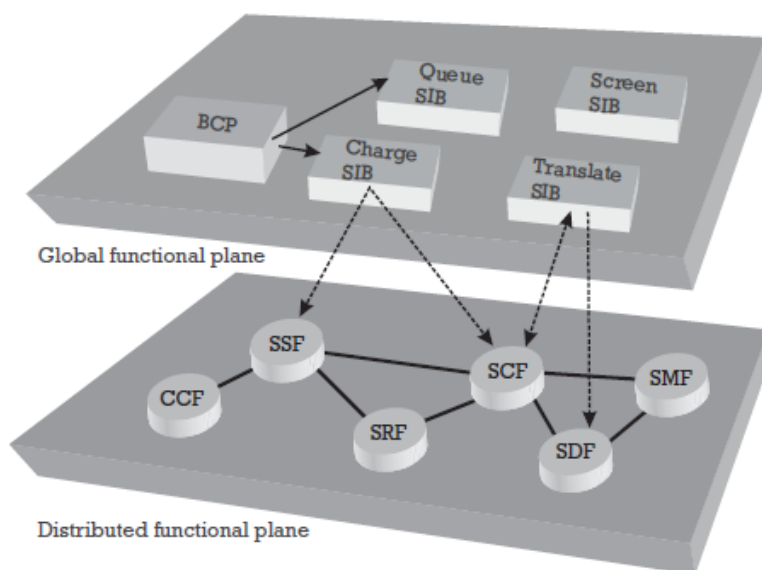 Queue
SIB
Screen
SIB
BCP
Charge
SIB
Translate
SIB
Global functional plane
SSF
SCF
CCF
SMF
SRF
SDF
Distributed functional plane